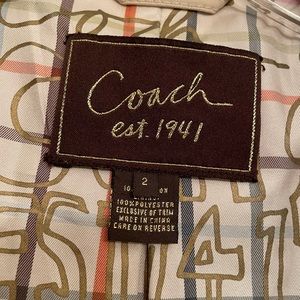 Coach
est. 1941
2
100% POLYESTER
EXCLUSIVE OF TRIM
MADE IN CHINA
CARE ON REVERSE